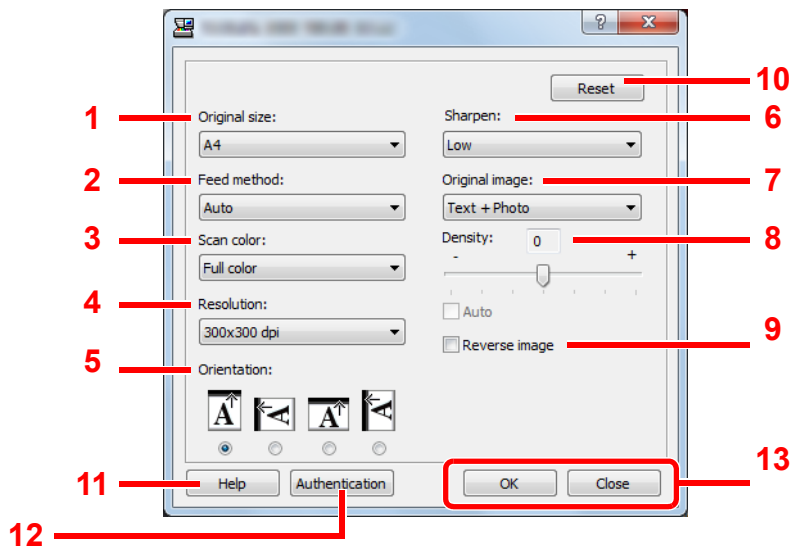 ?
x
Reset
10
1
Original size:
Sharpen:
6
A4
Low
2
Feed method:
Original image:
7
Auto
Text + Photo
3
Scan color:
Density:
0
8
-
+
Full color
4
Resolution:
Auto
300x300 dpi
Reverse image
9
5
Orientation:
A
A
A
A
11
Help
Authentication
OK
Close
13
12